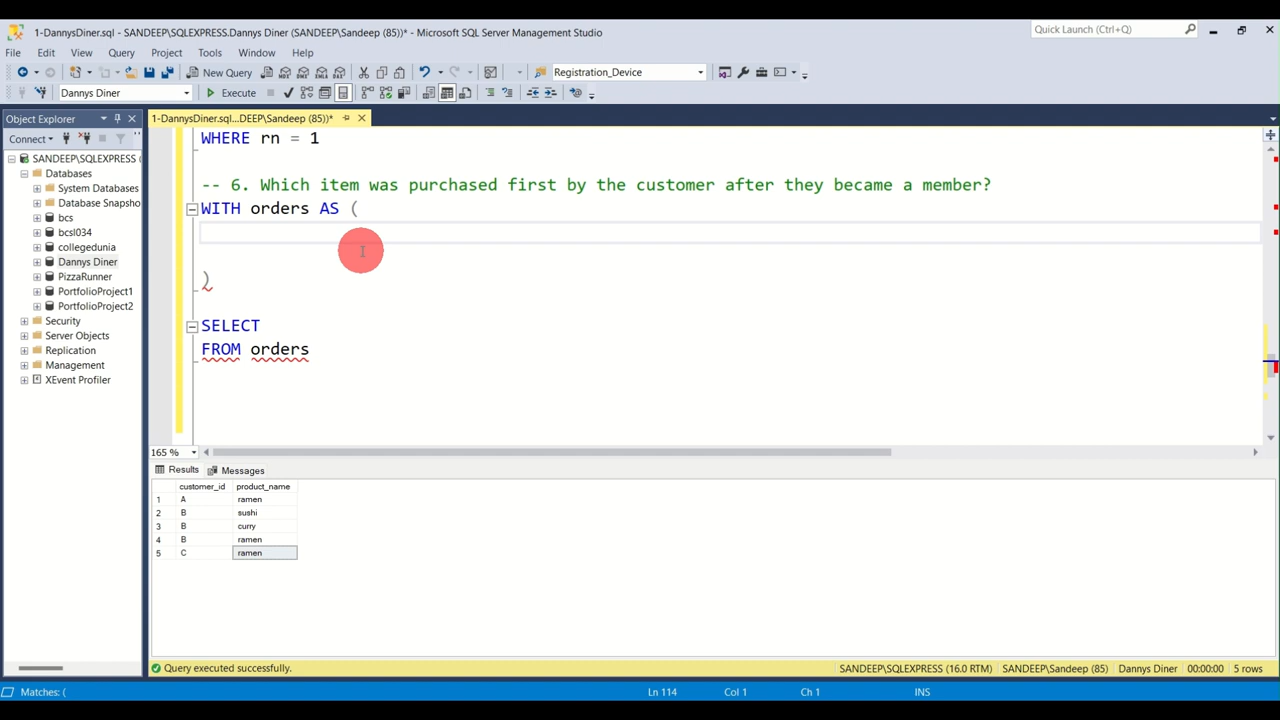 1-DannysDiner.sql - SANDEEP\SQLEXPRESS.Dannys Diner (SANDEEP\Sandeep (85))* - Microsoft SQL Server Management Studio
Quick Launch (Ctrl+Q)
File Edit View Query Project Tools Window Help
New Query
Registration_Device
Dannys Diner
Execute
Object Explorer
1-DannysDiner.sql...DEEP\Sandeep (85))*
Connect
SANDEEP\SQLEXPRESS (
Databases
System Databases
Database Snapsho
bcs
bcsl034
collegedunia
Dannys Diner
PizzaRunner
PortfolioProject1
PortfolioProject2
Security
Server Objects
Replication
Management
XEvent Profiler
WHERE rn = 1
-- 6. Which item was purchased first by the customer after they became a member?
WITH orders AS (
)
SELECT
FROM orders
165 %
Results Messages
customer_id product_name
1 A ramen
2 B sushi
3 B curry
4 B ramen
5 C ramen
Query executed successfully.
SANDEEP\SQLEXPRESS (16.0 RTM) SANDEEP\Sandeep (85) Dannys Diner 00:00:00 5 rows
Matches: (
Ln 114 Col 1 Ch 1 INS